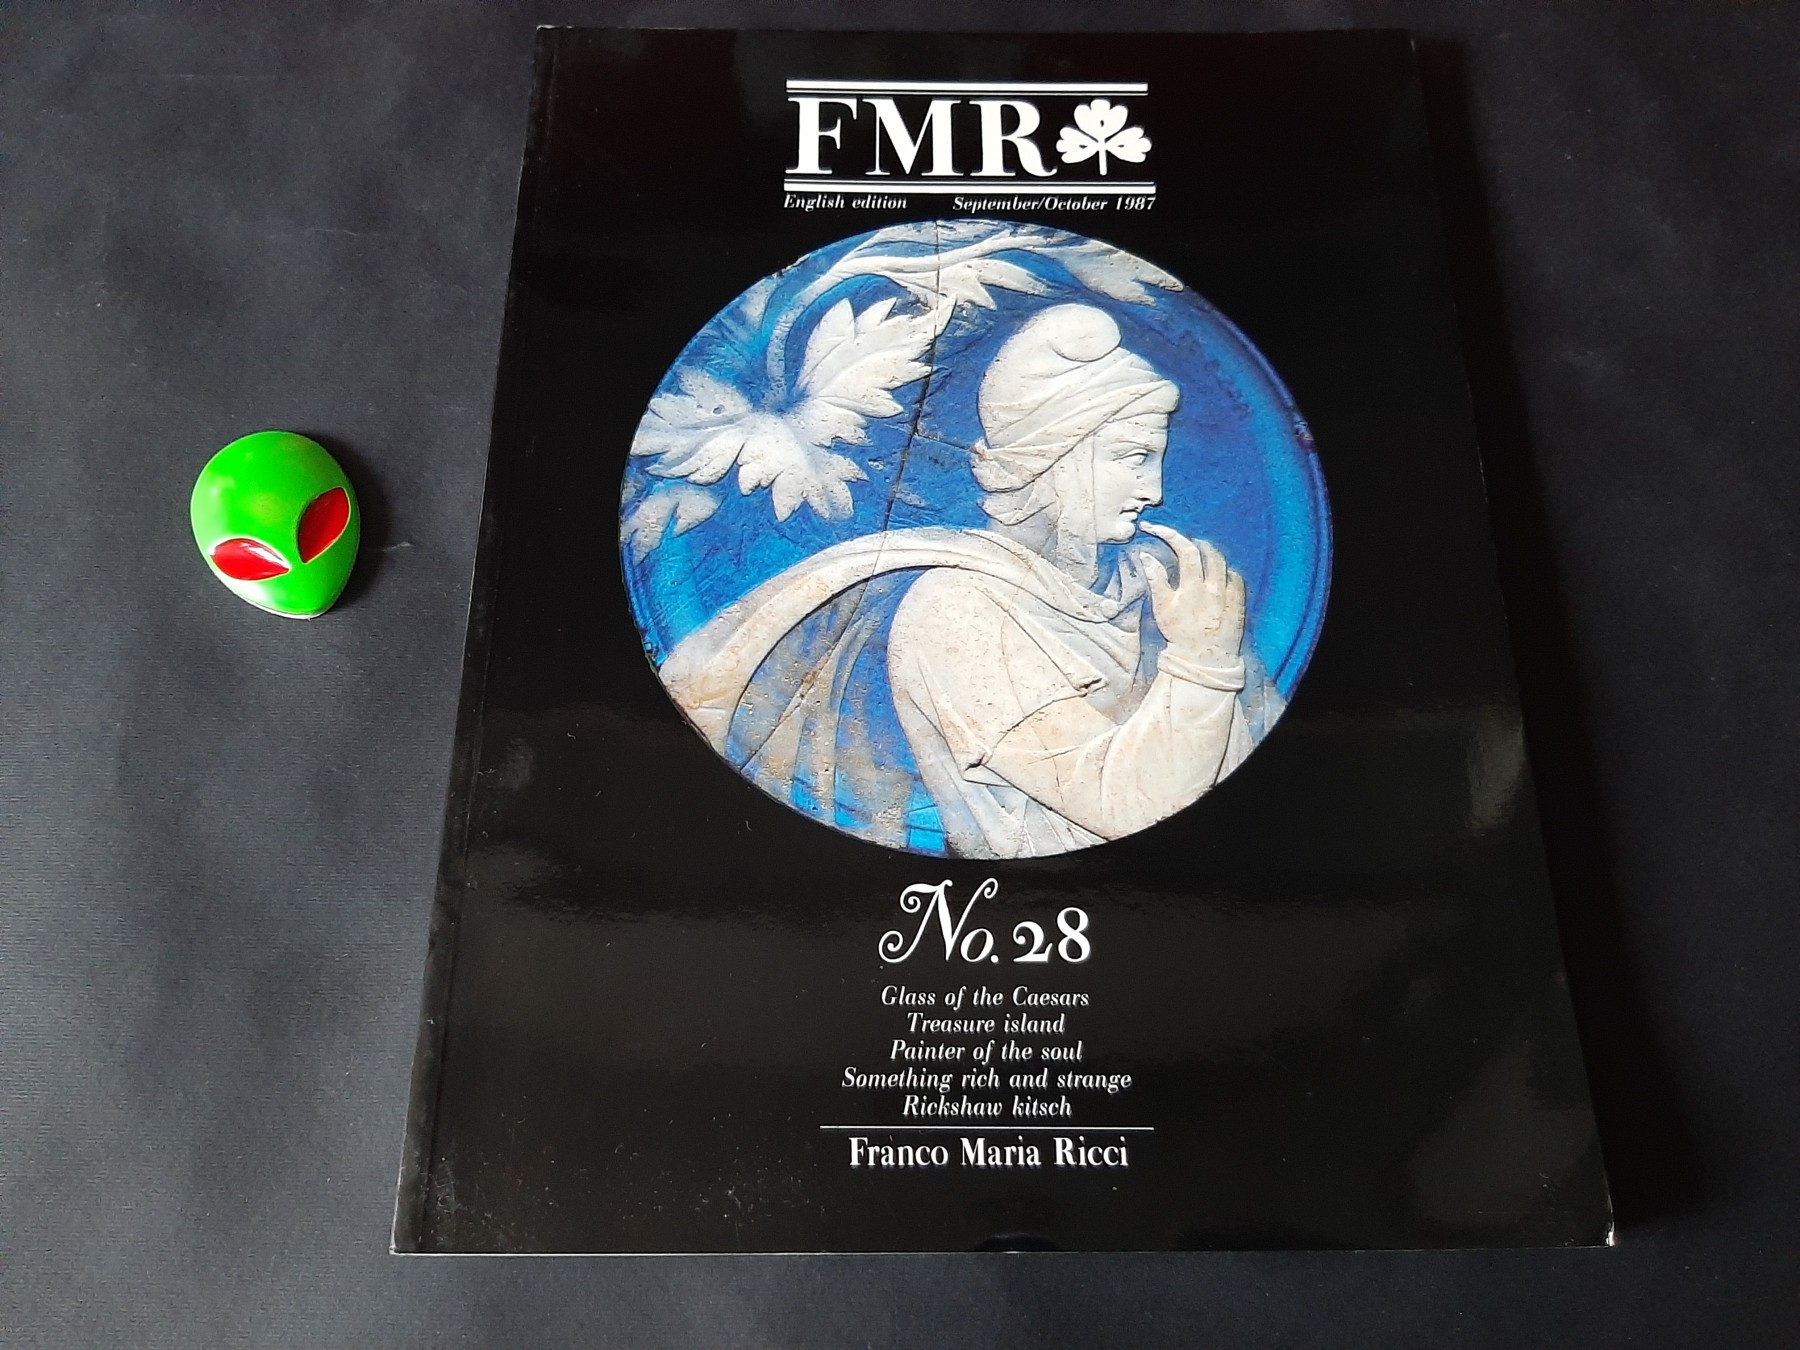 FMR
English edition September/October 1987
No. 28
Glass of the Caesars
Treasure island
Painter of the soul
Something rich and strange
Rickshaw kitsch
Franco Maria Ricci